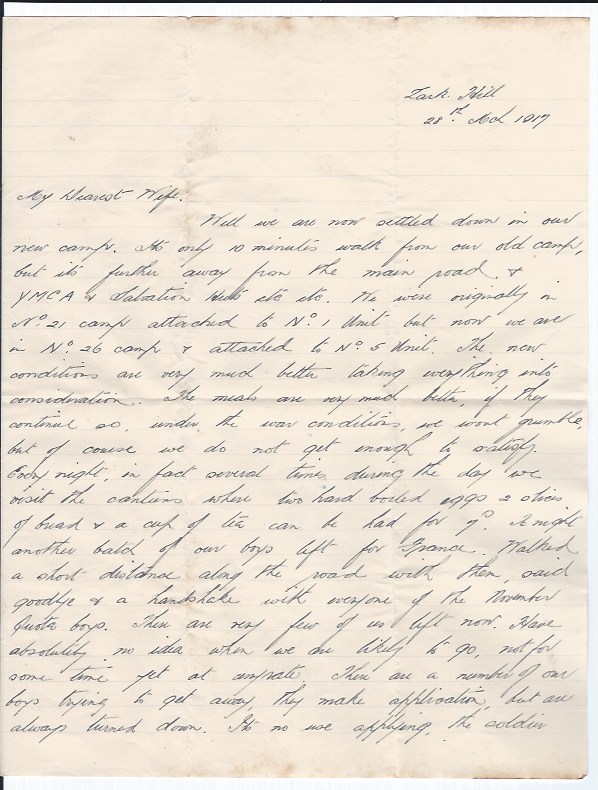 Lark Hill
28th Mch 1917
My Dearest Wife.
Well we are now settled down in our
new camp. It's only 10 minutes walk from our old camp,
but its further away from the main road &
YMCA & Salvation Huts etc etc. We were originally in
No. 21 camp attached to No. 1 Unit but now we are
in No. 26 camp & attached to No. 5 Unit. The new
conditions are very much better taking everything into
consideration. The meals are very much better, if they
continue so, under the war conditions, we wont grumble,
but of course we do not get enough to satisfy.
Every night, in fact several times during the day we
visit the canteens where two hard boiled eggs 2 slices
of bread & a cup of tea can be had for 7d. Tonight
another batch of our boys left for France. Walked
a short distance along the road with them, said
goodbye & a handshake with everyone of the November
Quota boys. There are very few of us left now. Have
absolutely no idea when we are likely to go, not for
some time yet at anyrate. There are a number of our
boys trying to get away, they make application, but are
always turned down. It's no use applying, the soldier